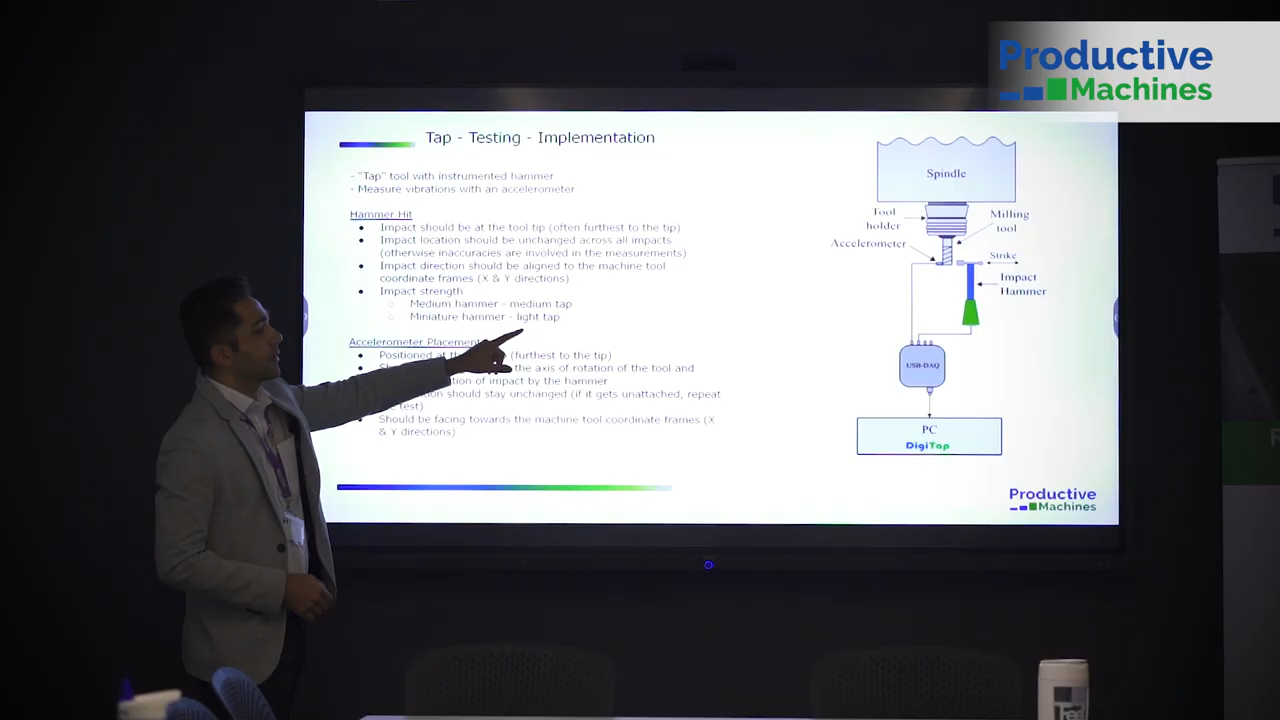 Productive
Machines
Tap - Testing - Implementation
- "Tap" tool with instrumented hammer
- Measure vibrations with an accelerometer
Hammer Hit
● Impact should be at the tool tip (often furthest to the tip)
● Impact location should be unchanged across all impacts
(otherwise inaccuracies are involved in the measurements)
● Impact direction should be aligned to the machine tool
coordinate frames (X & Y directions)
● Impact strength
○ Medium hammer - medium tap
○ Miniature hammer - light tap
Accelerometer Placement
● Positioned at (furthest to the tip)
● the axis of rotation of the tool and
of impact by the hammer
should stay unchanged (if it gets unattached, repeat
test)
● Should be facing towards the machine tool coordinate frames (X
& Y directions)
Spindle
Tool
holder
Milling
tool
Accelerometer
Strike
Impact
Hammer
USB-DAQ
PC
DigiTap
Productive
Machines